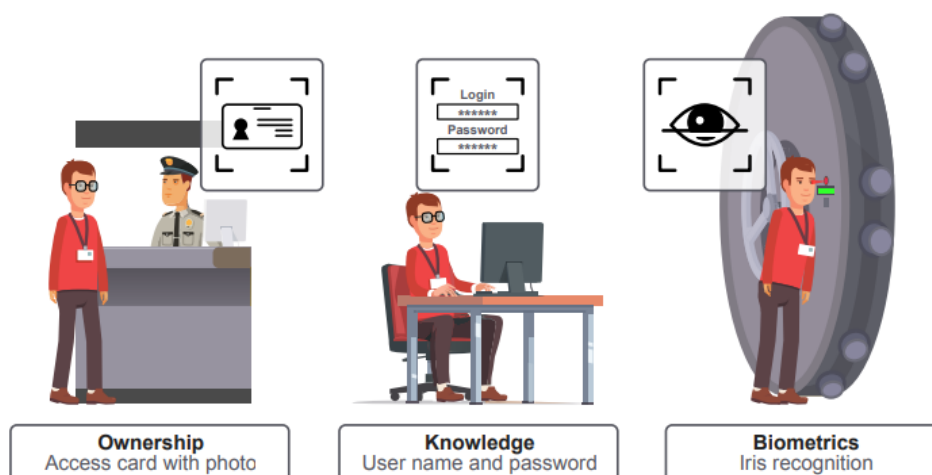 Login
******
Password
******
Ownership
Access card with photo
Knowledge
User name and password
Biometrics
Iris recognition